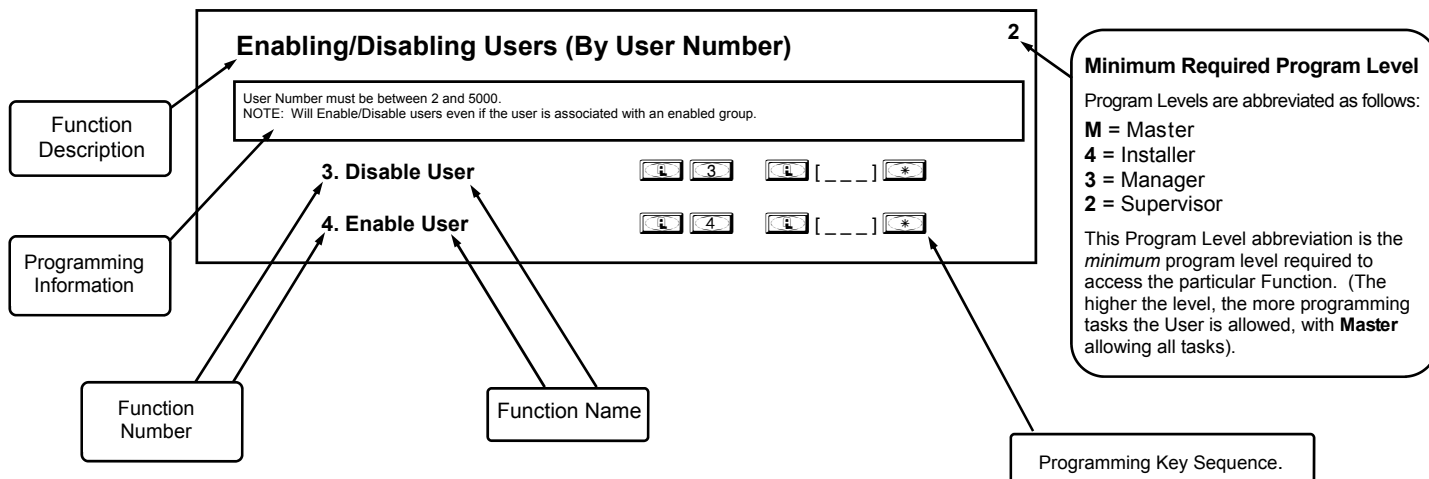 Enabling/Disabling Users (By User Number)
2
User Number must be between 2 and 5000.
NOTE: Will Enable/Disable users even if the user is associated with an enabled group.
3. Disable User
3 [ _ _ _ ] *
4. Enable User
4 [ _ _ _ ] *
Function
Description
Programming
Information
Function
Number
Function Name
Programming Key Sequence.
Minimum Required Program Level
Program Levels are abbreviated as follows:
M = Master
4 = Installer
3 = Manager
2 = Supervisor
This Program Level abbreviation is the
minimum program level required to
access the particular Function. (The
higher the level, the more programming
tasks the User is allowed, with Master
allowing all tasks).